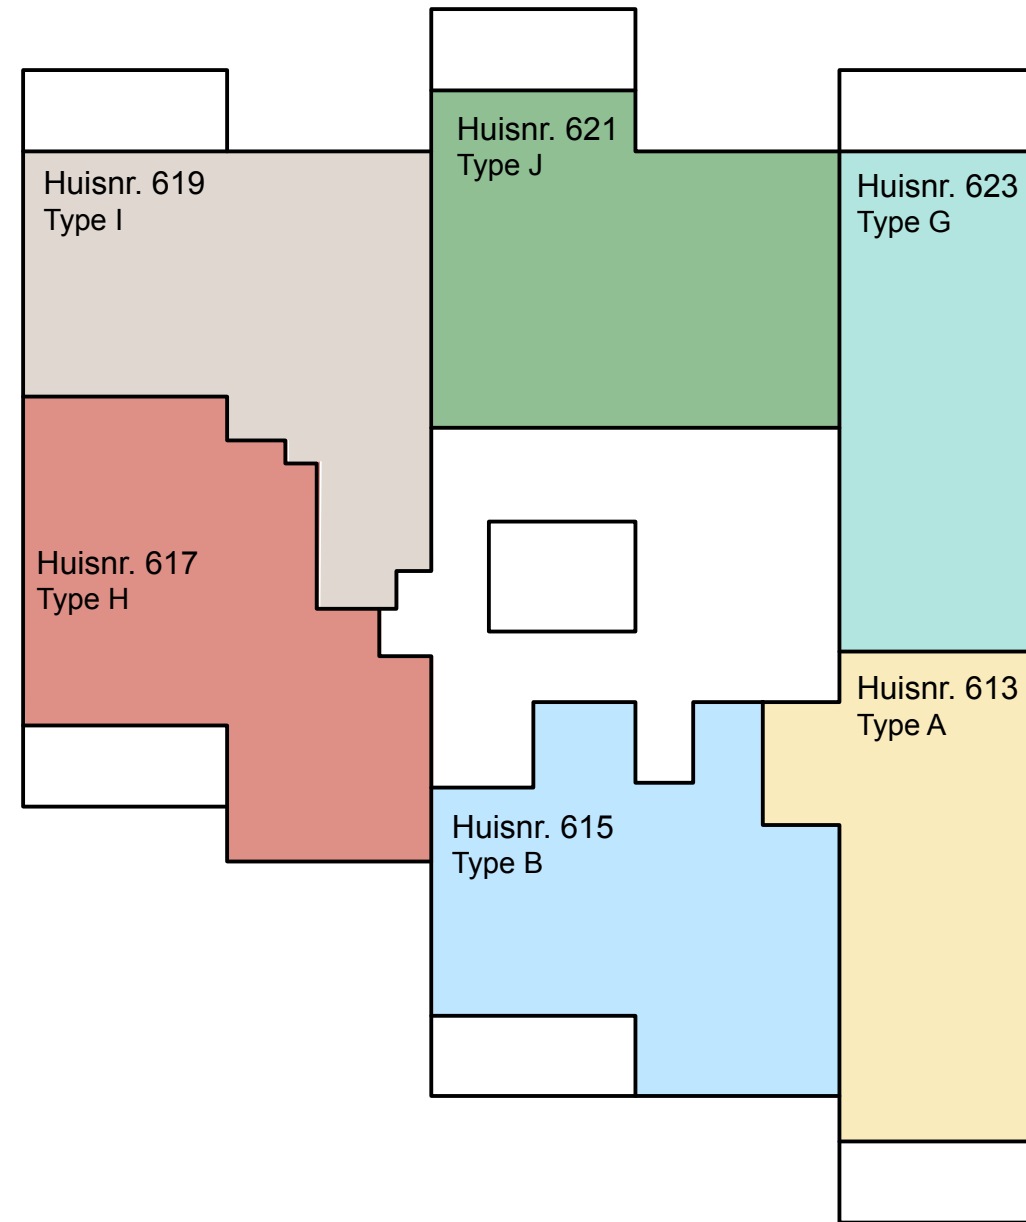 Huisnr. 621
Type J
Huisnr. 619
Type I
Huisnr. 623
Type G
Huisnr. 617
Type H
Huisnr. 613
Type A
Huisnr. 615
Type B